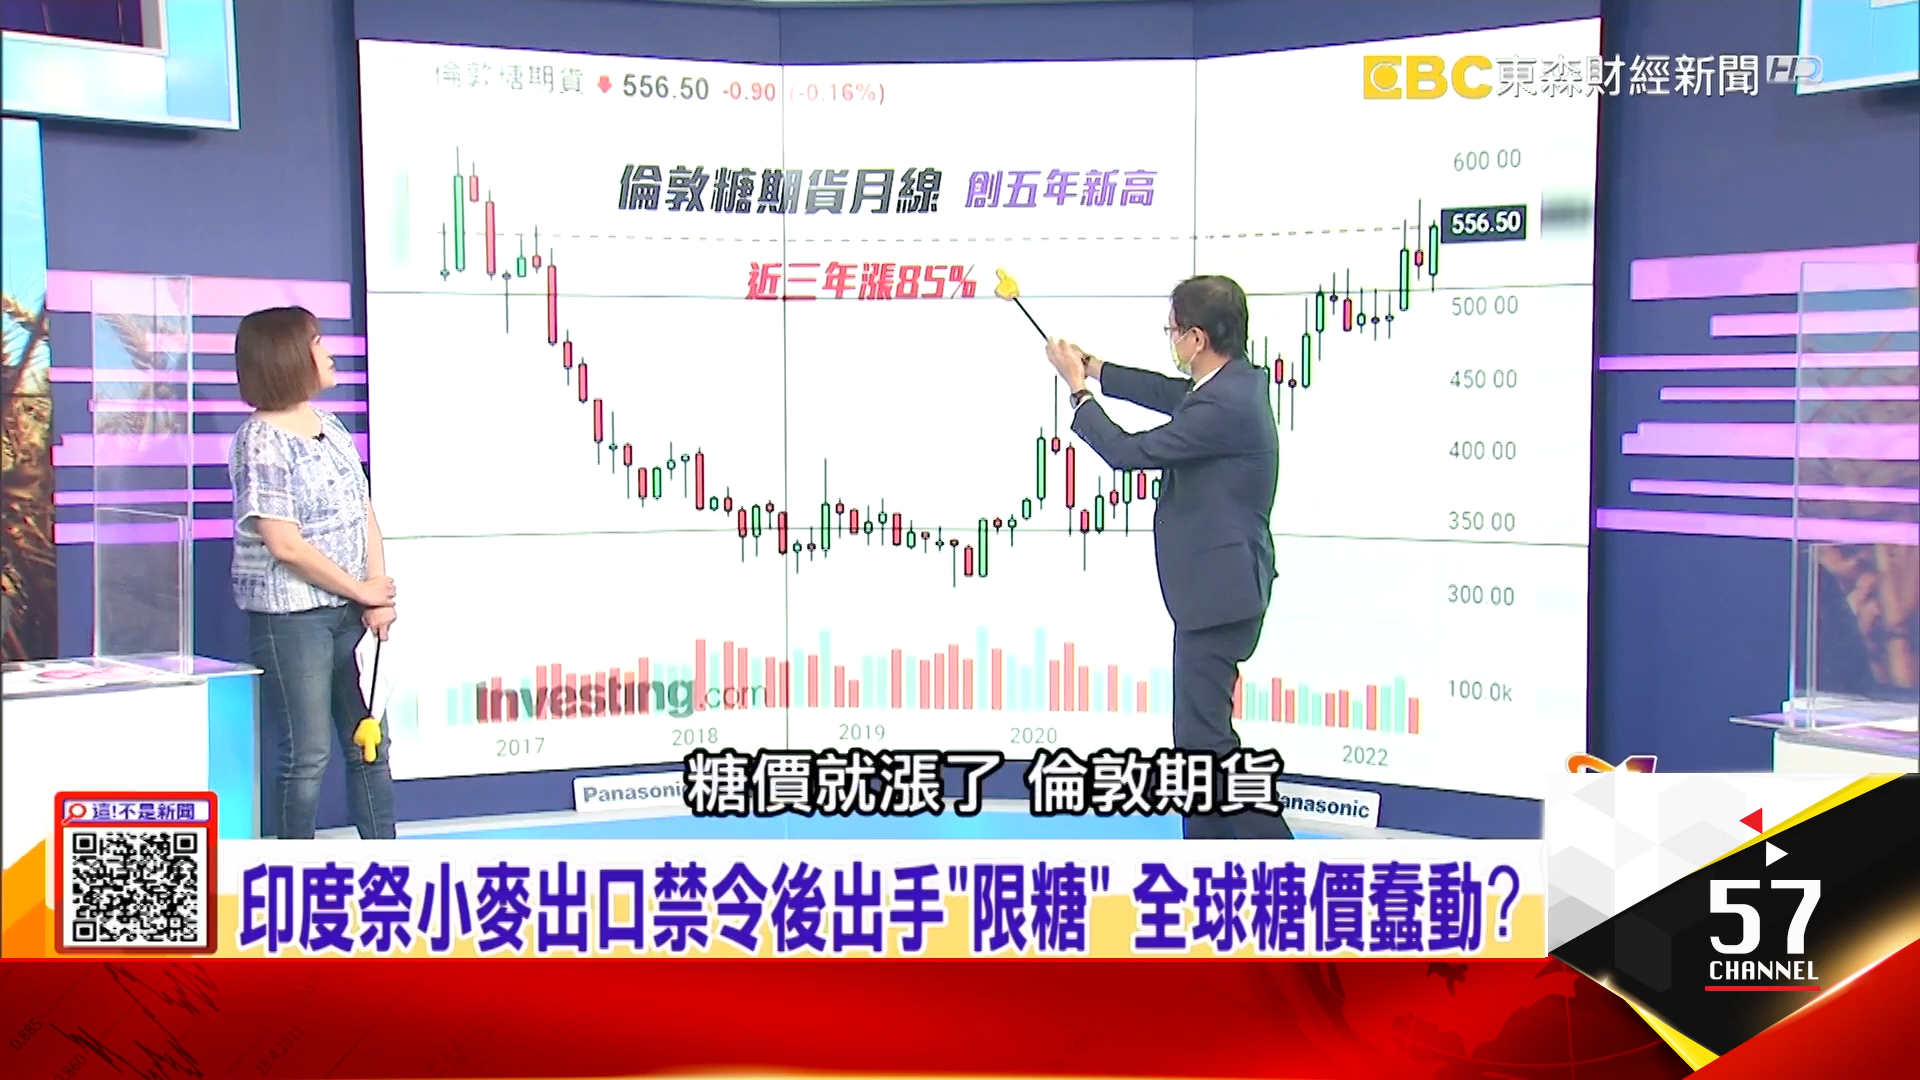 倫敦糖期貨 556.50 -0.90 (-0.16%)
EBC 東森財經新聞 HD
倫敦糖期貨月線 創五年新高
近三年漲85%
600 00
556.50
500 00
450 00
400 00
350 00
300 00
100.0k
Investing.com
2017
2018
2019
2020
2022
Panasonic
anasonic
糖價就漲了 倫敦期貨
這!不是新聞
印度祭小麥出口禁令後出手"限糖" 全球糖價蠢動?
57
CHANNEL